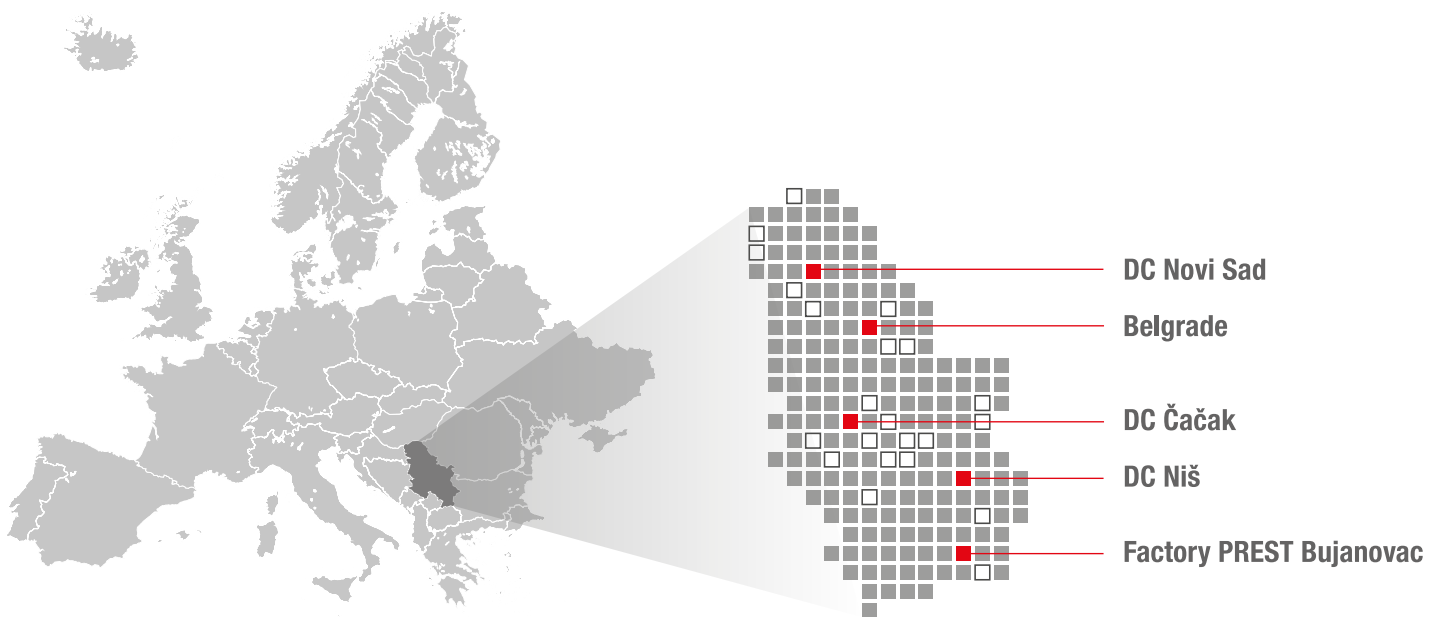 DC Novi Sad
Belgrade
DC Čačak
DC Niš
Factory PREST Bujanovac